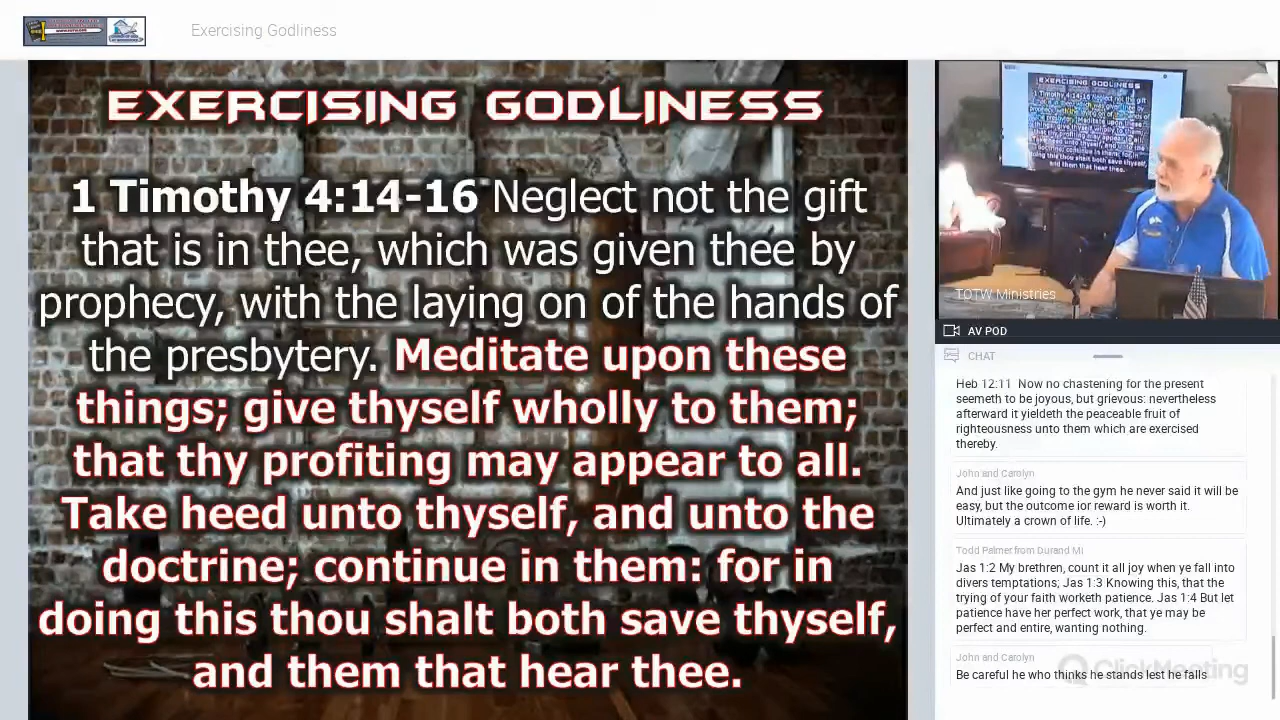 Exercising Godliness
EXERCISING GODLINESS
1 Timothy 4:14-16 Neglect not the gift
that is in thee, which was given thee by
prophecy, with the laying on of the hands of
the presbytery. Meditate upon these
things; give thyself wholly to them;
that thy profiting may appear to all.
Take heed unto thyself, and unto the
doctrine; continue in them: for in
doing this thou shalt both save thyself,
and them that hear thee.
TOTW Ministries
AV POD
CHAT
Heb 12:11 Now no chastening for the present
seemeth to be joyous, but grievous: nevertheless
afterward it yieldeth the peaceable fruit of
righteousness unto them which are exercised
thereby.
John and Carolyn
And just like going to the gym he never said it will be
easy, but the outcome ior reward is worth it.
Ultimately a crown of life. :-)
Todd Palmer from Durand Mi
Jas 1:2 My brethren, count it all joy when ye fall into
divers temptations; Jas 1:3 Knowing this, that the
trying of your faith worketh patience. Jas 1:4 But let
patience have her perfect work, that ye may be
perfect and entire, wanting nothing.
John and Carolyn
Be careful he who thinks he stands lest he falls
ClickMeeting